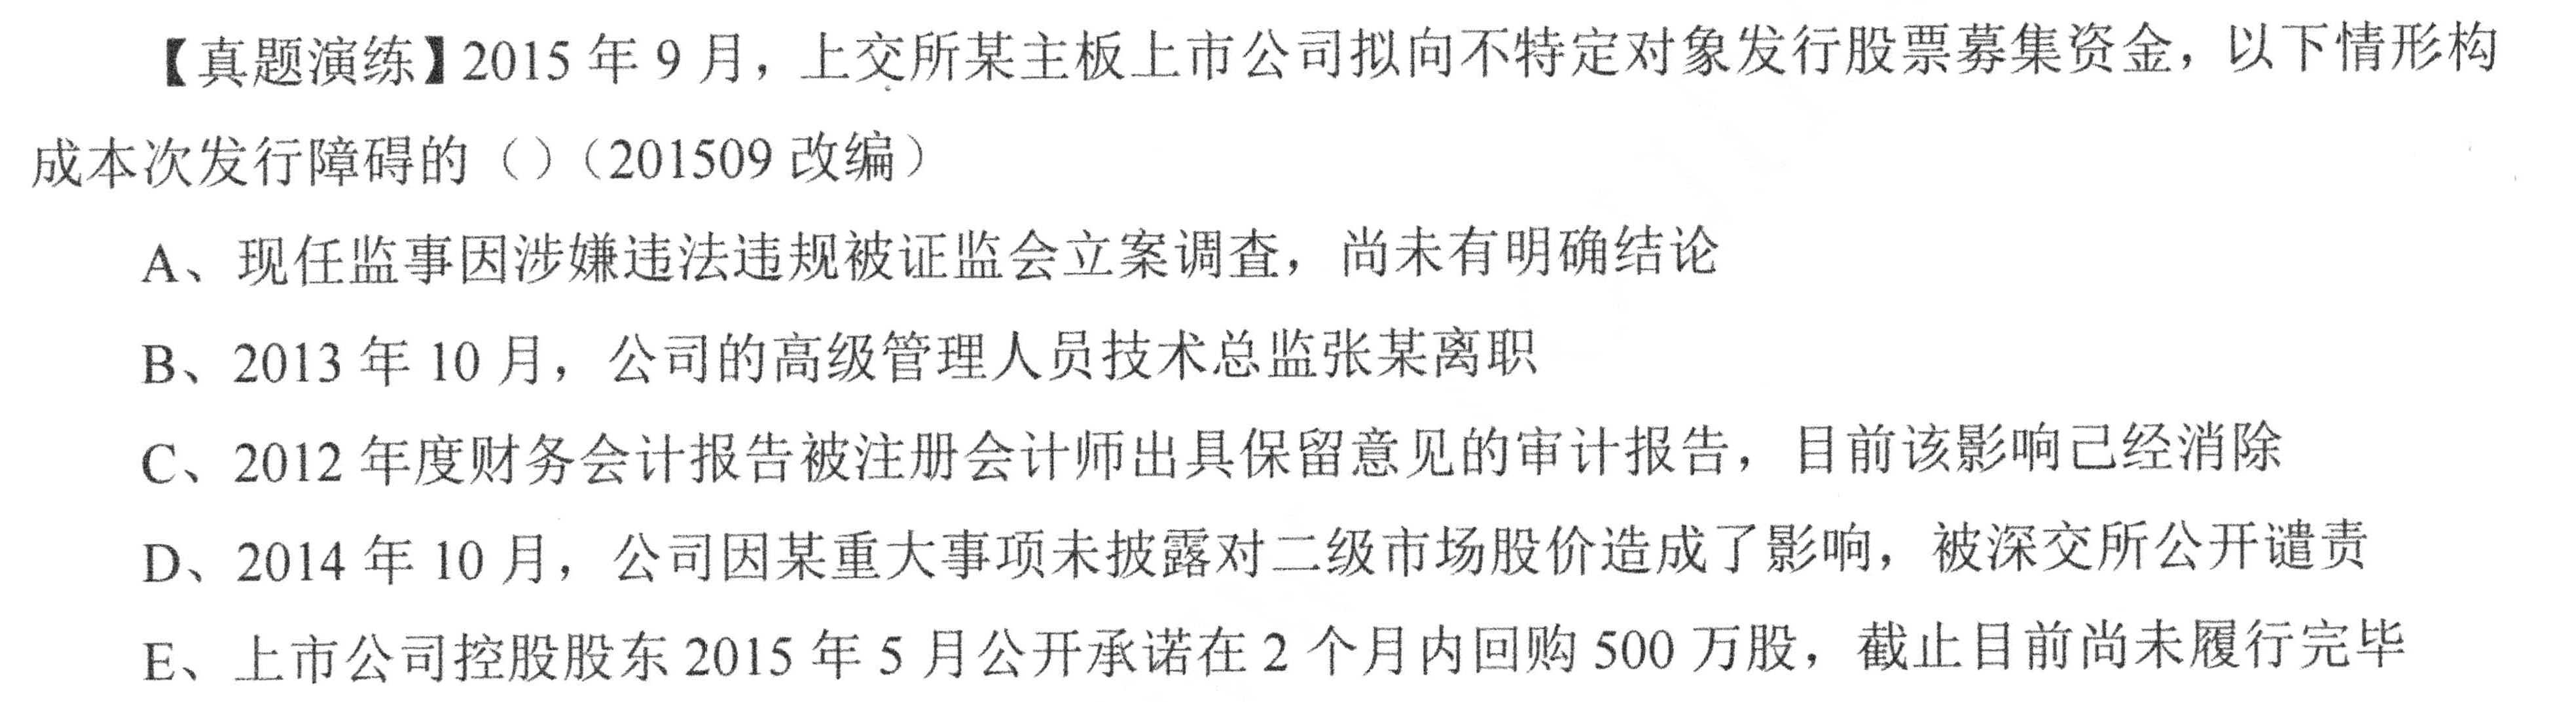 【真题演练】2015 年 9 月，上交所某主板上市公司拟向不特定对象发行股票募集资金，以下情形构
成本次发行障碍的（）（201509 改编）
A、现任监事因涉嫌违法违规被证监会立案调查，尚未有明确结论
B、2013 年 10 月，公司的高级管理人员技术总监张某离职
C、2012 年度财务会计报告被注册会计师出具保留意见的审计报告，目前该影响己经消除
D、2014 年 10 月，公司因某重大事项未披露对二级市场股价造成了影响，被深交所公开谴责
E、上市公司控股股东 2015 年 5 月公开承诺在 2 个月内回购 500 万股，截止目前尚未履行完毕